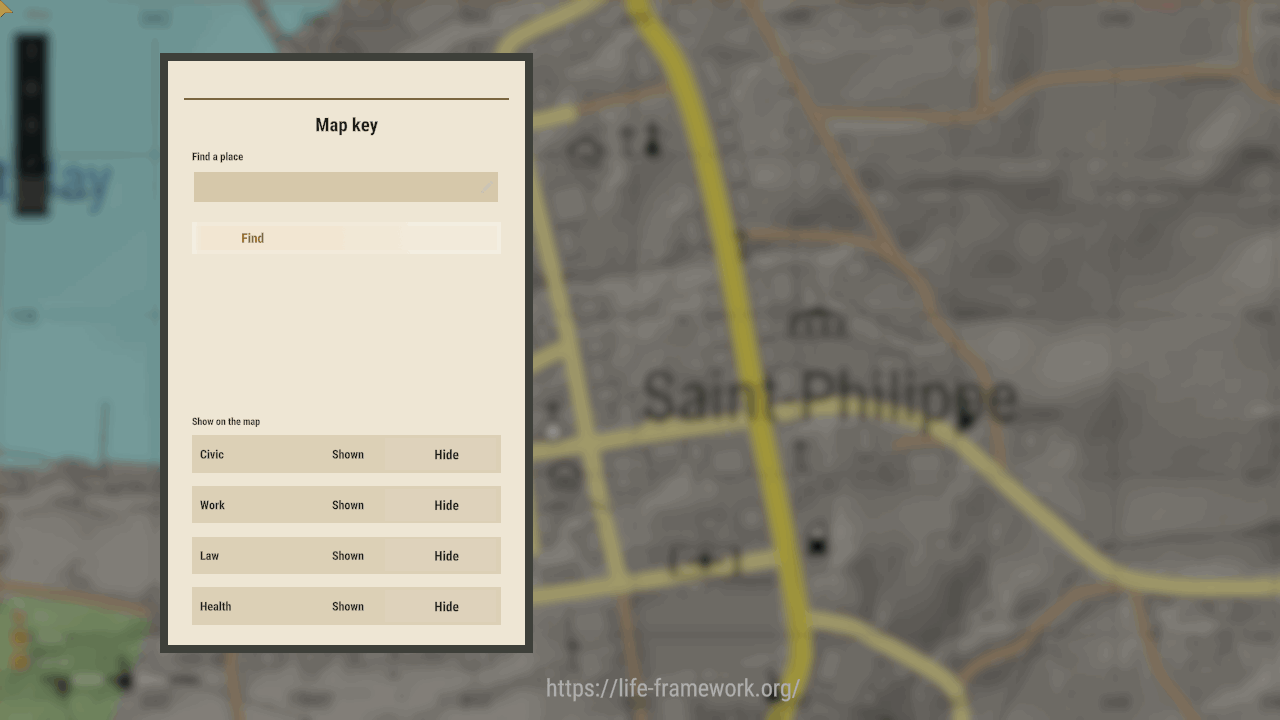 Map key
Find a place
Find
Saint-Philippe
Show on the map
Civic Shown Hide
Work Shown Hide
Law Shown Hide
Health Shown Hide
https://life-framework.org/